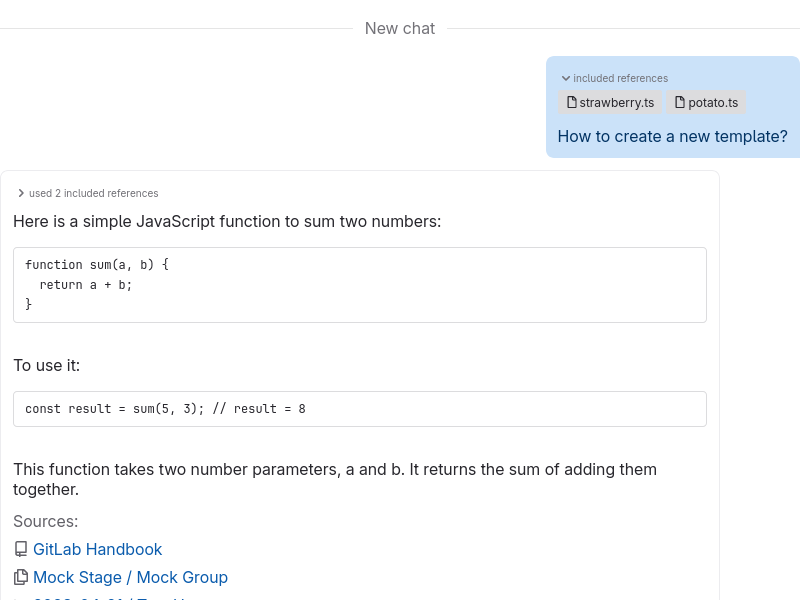 New chat
included references
strawberry.ts potato.ts
How to create a new template?
used 2 included references
Here is a simple JavaScript function to sum two numbers:
function sum(a, b) {
  return a + b;
}
To use it:
const result = sum(5, 3); // result = 8
This function takes two number parameters, a and b. It returns the sum of adding them
together.
Sources:
GitLab Handbook
Mock Stage / Mock Group